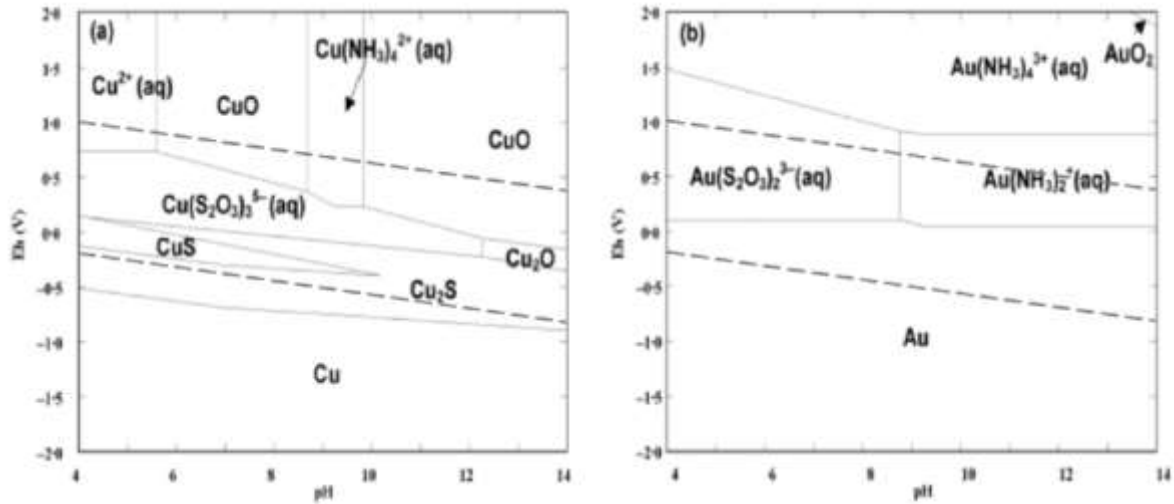 (a)
2·0
1·5
1·0
0·5
0·0
−0·5
−1·0
−1·5
−2·0
Eh (V)
Cu²⁺ (aq)
CuO
Cu(NH₃)₄²⁺ (aq)
CuO
Cu(S₂O₃)₃⁵⁻ (aq)
CuS
Cu₂O
Cu₂S
Cu
4
6
8
10
12
14
pH
(b)
2·0
1·5
1·0
0·5
0·0
−0·5
−1·0
−1·5
−2·0
Eh (V)
Au(NH₃)₄³⁺ (aq)
AuO₂
Au(S₂O₃)₂³⁻ (aq)
Au(NH₃)₂⁺ (aq)
Au
4
6
8
10
12
14
pH